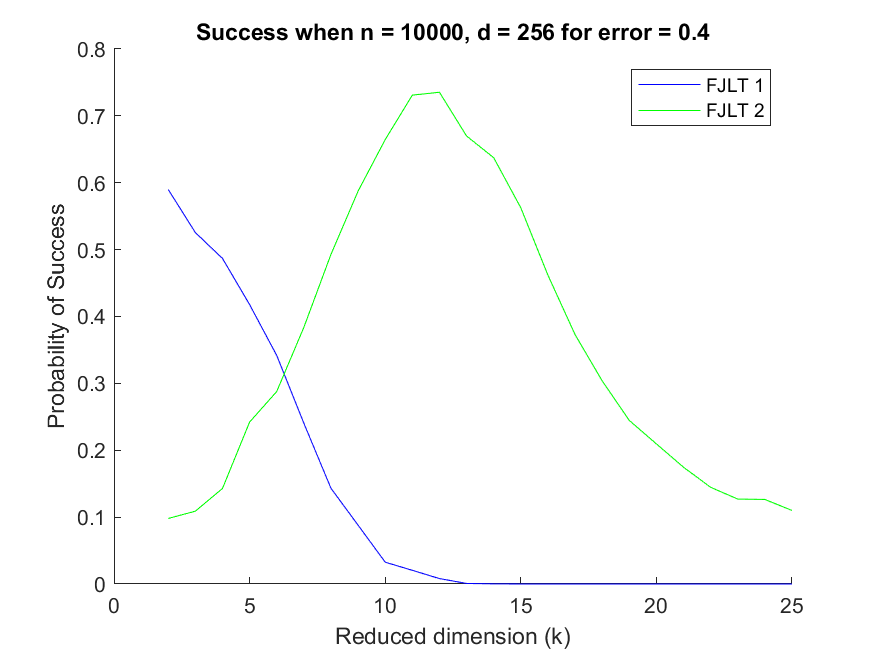 Success when n = 10000, d = 256 for error = 0.4
FJLT 1
FJLT 2
0.8
0.7
0.6
0.5
0.4
0.3
0.2
0.1
0
Probability of Success
0 5 10 15 20 25
Reduced dimension (k)